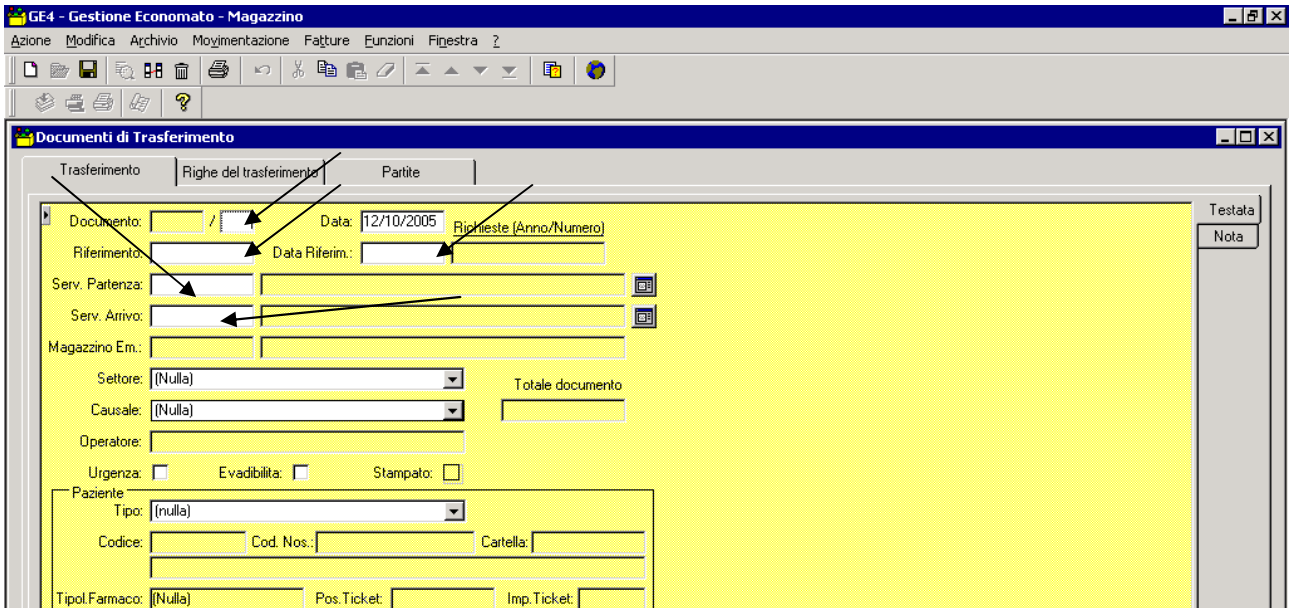 GE4 - Gestione Economato - Magazzino
Azione Modifica Archivio Movimentazione Fatture Funzioni Finestra ?
Documenti di Trasferimento
Trasferimento Righe del trasferimento Partite
Testata
Documento: / Data: 12/10/2005 Richieste (Anno/Numero)
Nota
Riferimento: Data Riferim.:
Serv. Partenza:
Serv. Arrivo:
Magazzino Em.:
Settore: (Nulla) Totale documento
Causale: (Nulla)
Operatore:
Urgenza: Evadibilita: Stampato:
Paziente
Tipo: (nulla)
Codice: Cod. Nos.: Cartella:
Tipol.Farmaco: (Nulla) Pos.Ticket: Imp.Ticket: